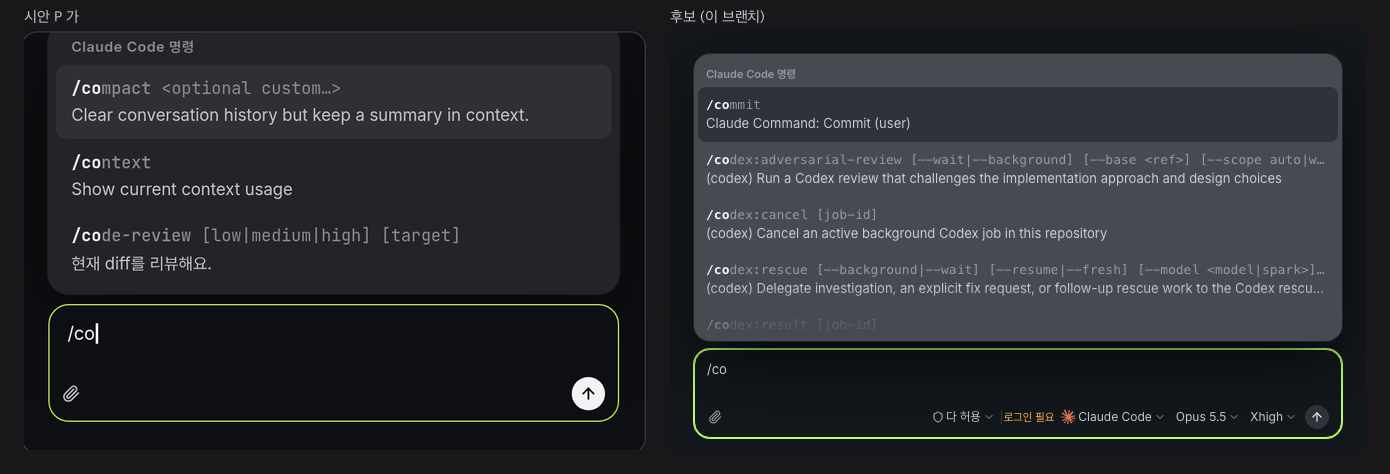 시안 P 가
Claude Code 명령
/compact <optional custom…>
Clear conversation history but keep a summary in context.
/context
Show current context usage
/code-review [low|medium|high] [target]
현재 diff를 리뷰해요.
/co
후보 (이 브랜치)
Claude Code 명령
/commit
Claude Command: Commit (user)
/codex:adversarial-review [--wait|--background] [--base <ref>] [--scope auto|w…
(codex) Run a Codex review that challenges the implementation approach and design choices
/codex:cancel [job-id]
(codex) Cancel an active background Codex job in this repository
/codex:rescue [--background|--wait] [--resume|--fresh] [--model <model|spark>]…
(codex) Delegate investigation, an explicit fix request, or follow-up rescue work to the Codex rescu…
/codex:result [job-id]
/co
다 허용 로그인 필요 Claude Code Opus 5.5 Xhigh